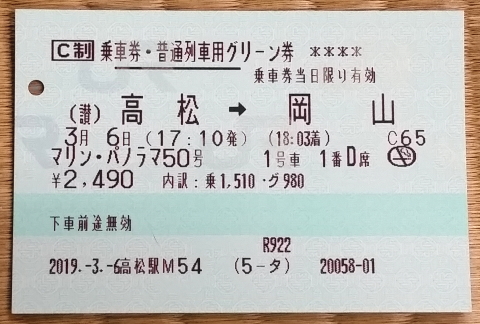 C制 乗車券・普通列車用グリーン券 ****
乗車券当日限り有効
(讃) 高松 → 岡山
3月 6日 (17:10発) (18:03着) C65
マリン・パノラマ50号 1号車 1番D席
¥2,490 内訳:乗1,510・グ980
下車前途無効
R922
2019.-3.-6高松駅M54 (5-タ) 20058-01